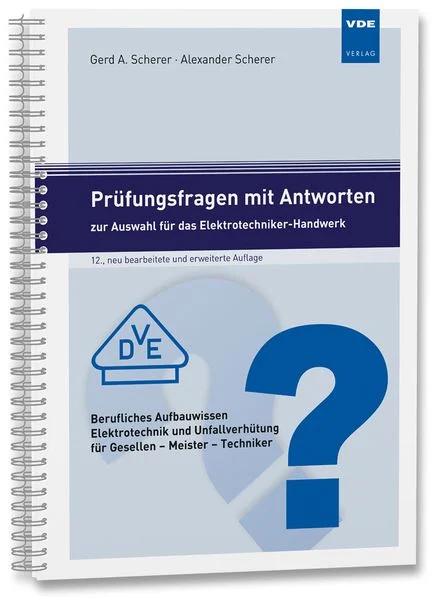 VDE
VERLAG
Gerd A. Scherer · Alexander Scherer
Prüfungsfragen mit Antworten
zur Auswahl für das Elektrotechniker-Handwerk
12., neu bearbeitete und erweiterte Auflage
V
D E
?
Berufliches Aufbauwissen
Elektrotechnik und Unfallverhütung
für Gesellen – Meister – Techniker